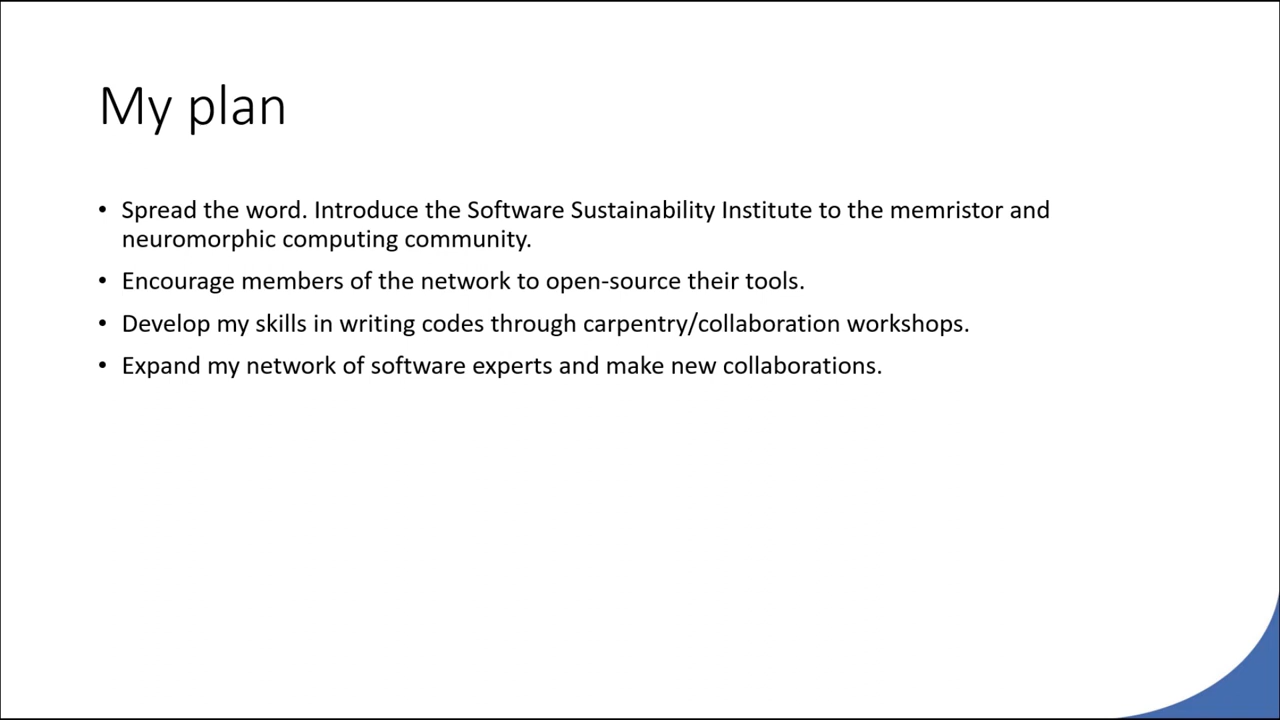 My plan
• Spread the word. Introduce the Software Sustainability Institute to the memristor and
neuromorphic computing community.
• Encourage members of the network to open-source their tools.
• Develop my skills in writing codes through carpentry/collaboration workshops.
• Expand my network of software experts and make new collaborations.